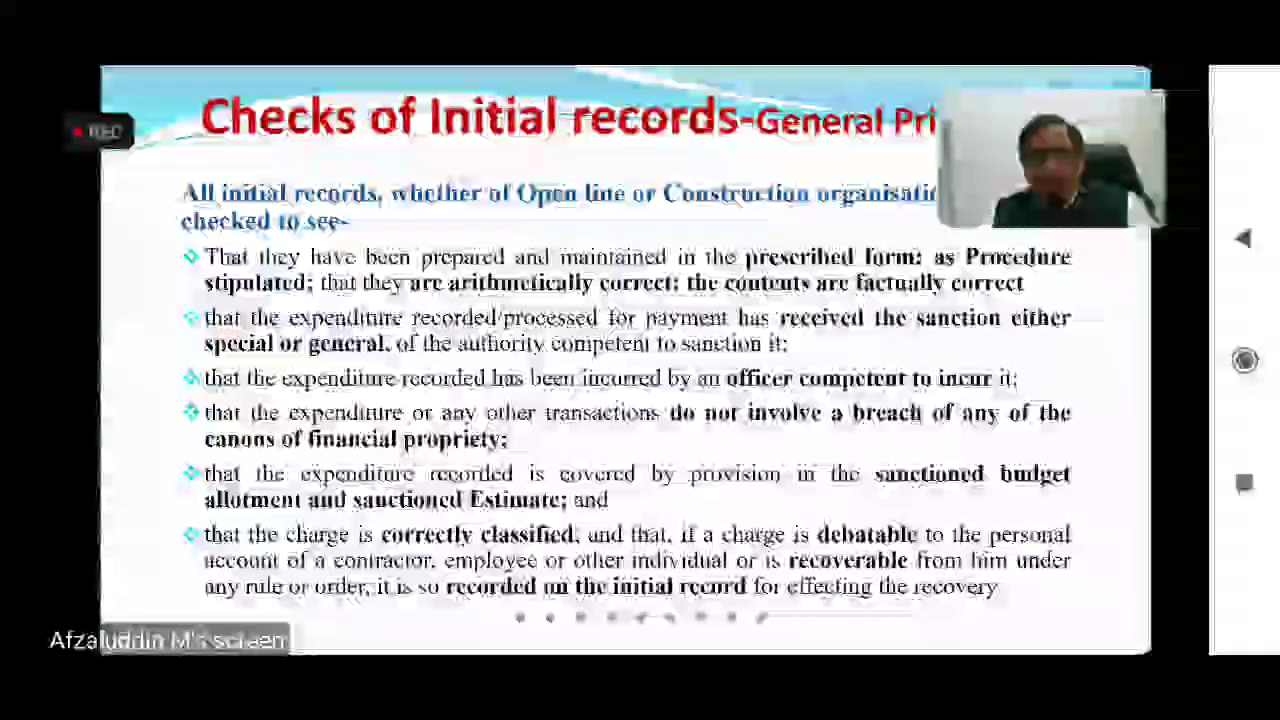 Checks of Initial records-General Pri
REC
All initial records, whether of Open line or Construction organisati
checked to see-
That they have been prepared and maintained in the prescribed form; as Procedure
stipulated; that they are arithmetically correct; the contents are factually correct
that the expenditure recorded/processed for payment has received the sanction either
special or general, of the authority competent to sanction it;
that the expenditure recorded has been incurred by an officer competent to incur it;
that the expenditure or any other transactions do not involve a breach of any of the
canons of financial propriety;
that the expenditure recorded is covered by provision in the sanctioned budget
allotment and sanctioned Estimate; and
that the charge is correctly classified, and that, if a charge is debatable to the personal
account of a contractor, employee or other individual or is recoverable from him under
any rule or order, it is so recorded on the initial record for effecting the recovery
Afzaluddin M's screen